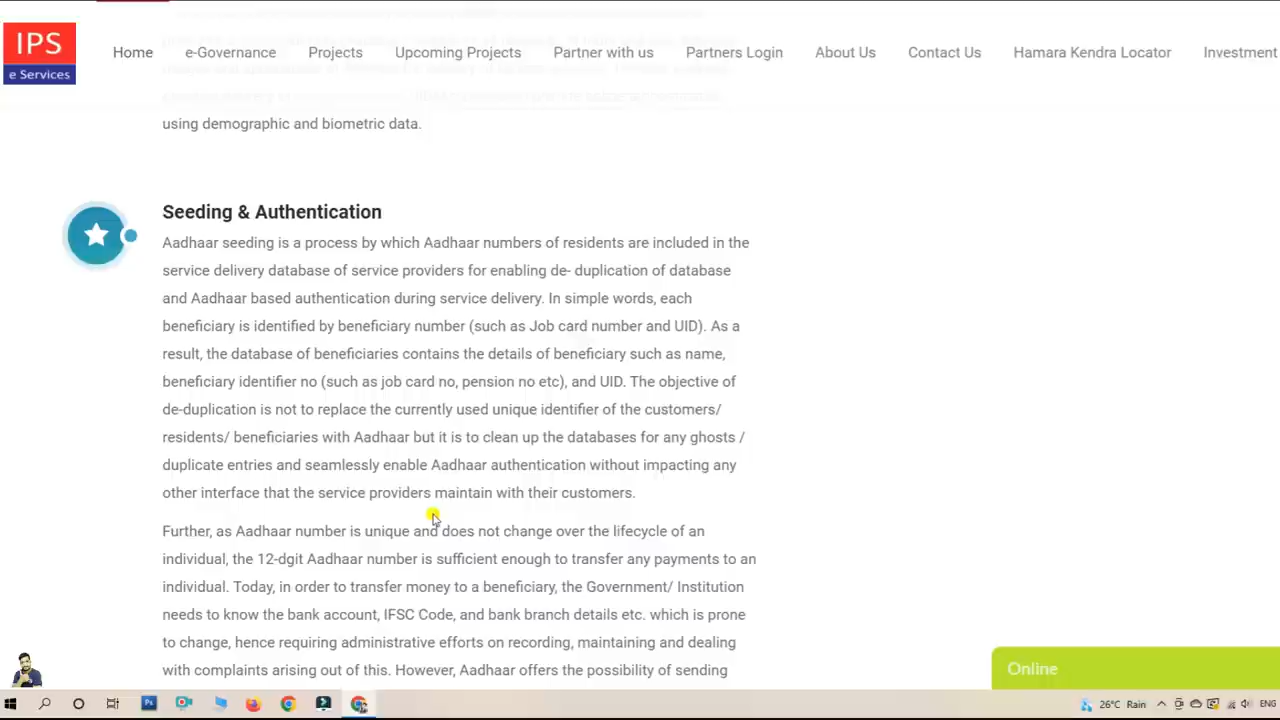 IPS
e Services
Home e-Governance Projects Upcoming Projects Partner with us Partners Login About Us Contact Us Hamara Kendra Locator Investment
using demographic and biometric data.
Seeding & Authentication
Aadhaar seeding is a process by which Aadhaar numbers of residents are included in the
service delivery database of service providers for enabling de- duplication of database
and Aadhaar based authentication during service delivery. In simple words, each
beneficiary is identified by beneficiary number (such as Job card number and UID). As a
result, the database of beneficiaries contains the details of beneficiary such as name,
beneficiary identifier no (such as job card no, pension no etc), and UID. The objective of
de-duplication is not to replace the currently used unique identifier of the customers/
residents/ beneficiaries with Aadhaar but it is to clean up the databases for any ghosts /
duplicate entries and seamlessly enable Aadhaar authentication without impacting any
other interface that the service providers maintain with their customers.
Further, as Aadhaar number is unique and does not change over the lifecycle of an
individual, the 12-dgit Aadhaar number is sufficient enough to transfer any payments to an
individual. Today, in order to transfer money to a beneficiary, the Government/ Institution
needs to know the bank account, IFSC Code, and bank branch details etc. which is prone
to change, hence requiring administrative efforts on recording, maintaining and dealing
with complaints arising out of this. However, Aadhaar offers the possibility of sending
Online
Ps
26°C Rain
ENG